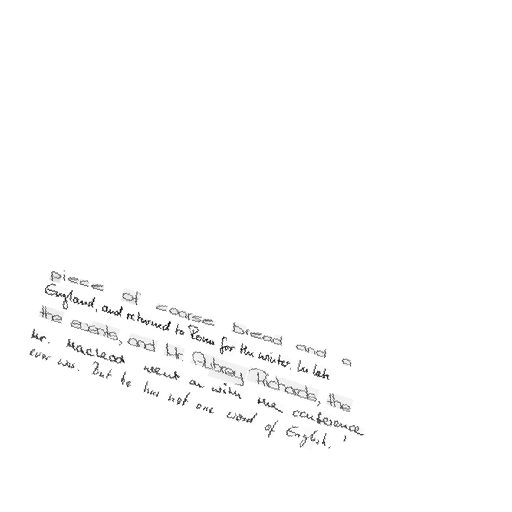 piece of coarse bread and a
England, and returned to Rome for the winter. In late
the events, and Mr. Aubrey Richards, the
Mr. Macleod went on with the conference
ever was. But he has not one word of English. '